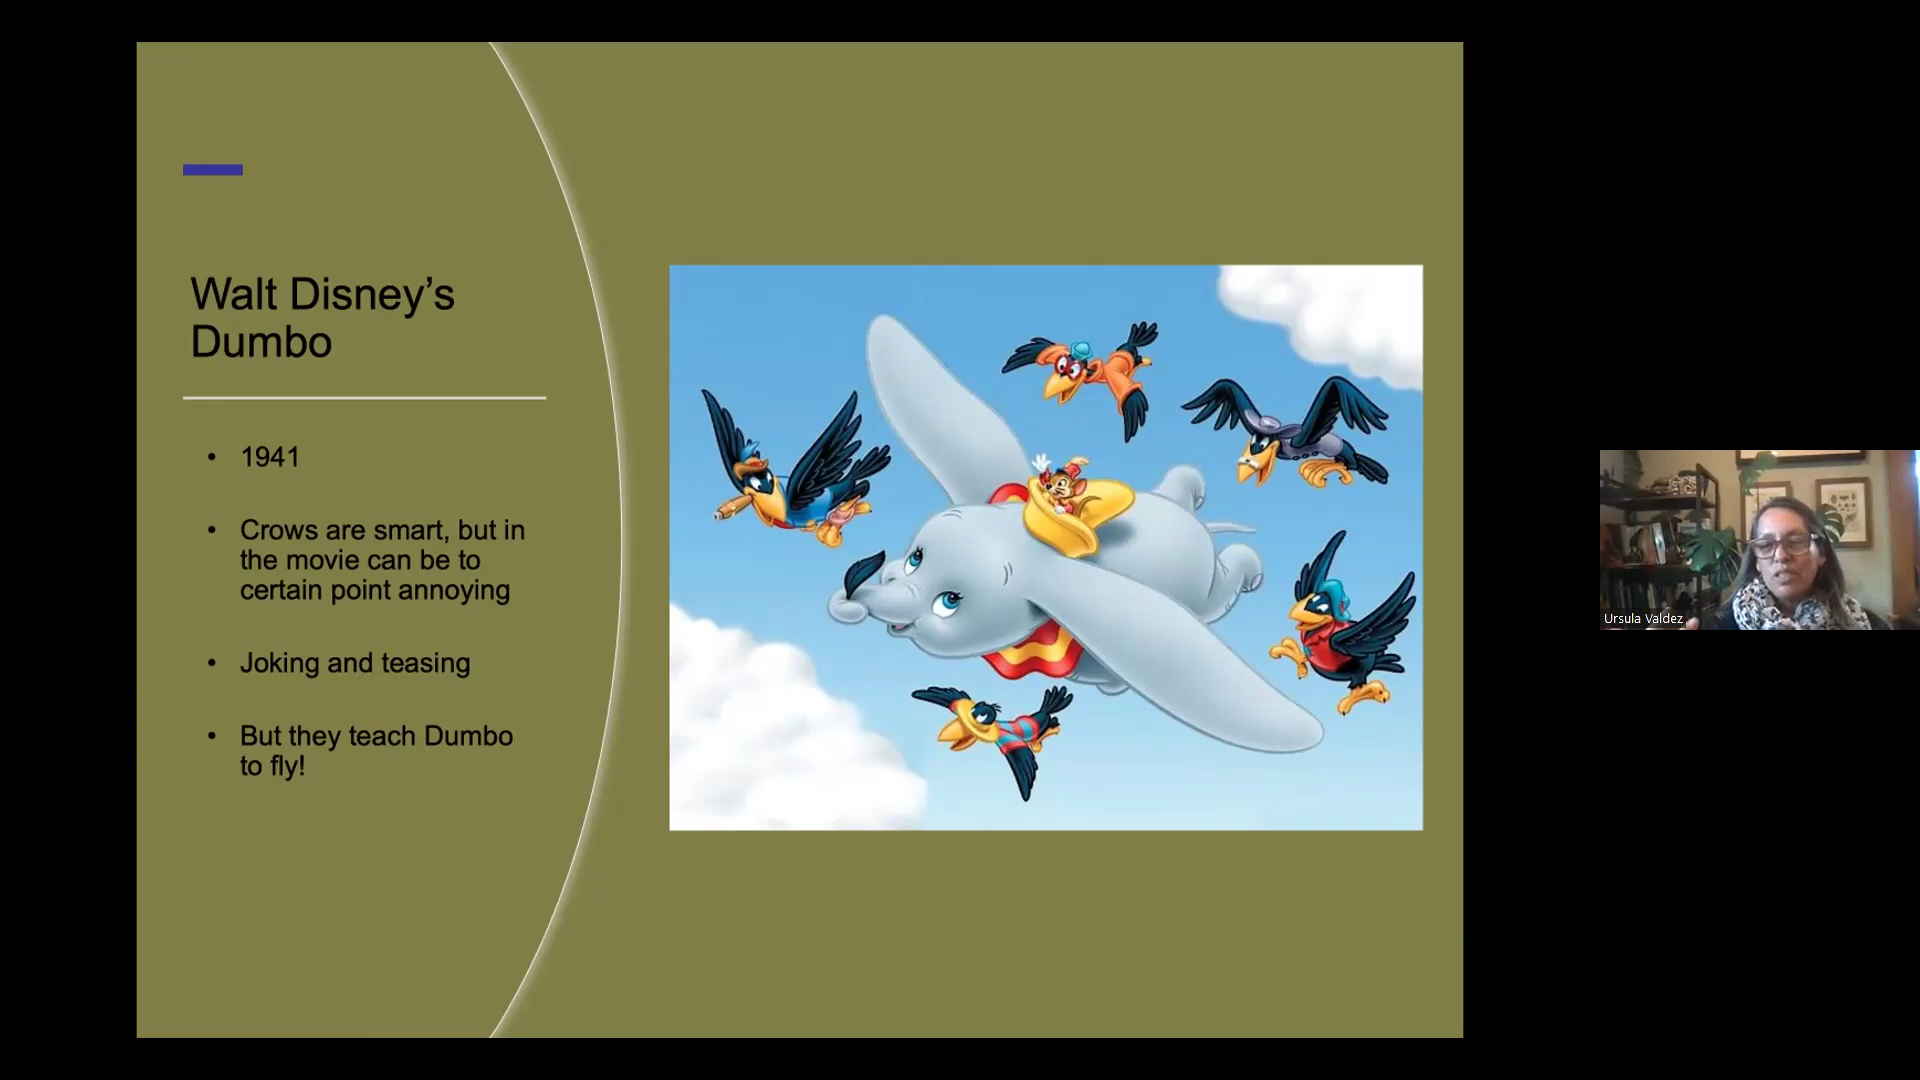 Walt Disney’s
Dumbo
• 1941
• Crows are smart, but in
the movie can be to
certain point annoying
• Joking and teasing
• But they teach Dumbo
to fly!
Ursula Valdez